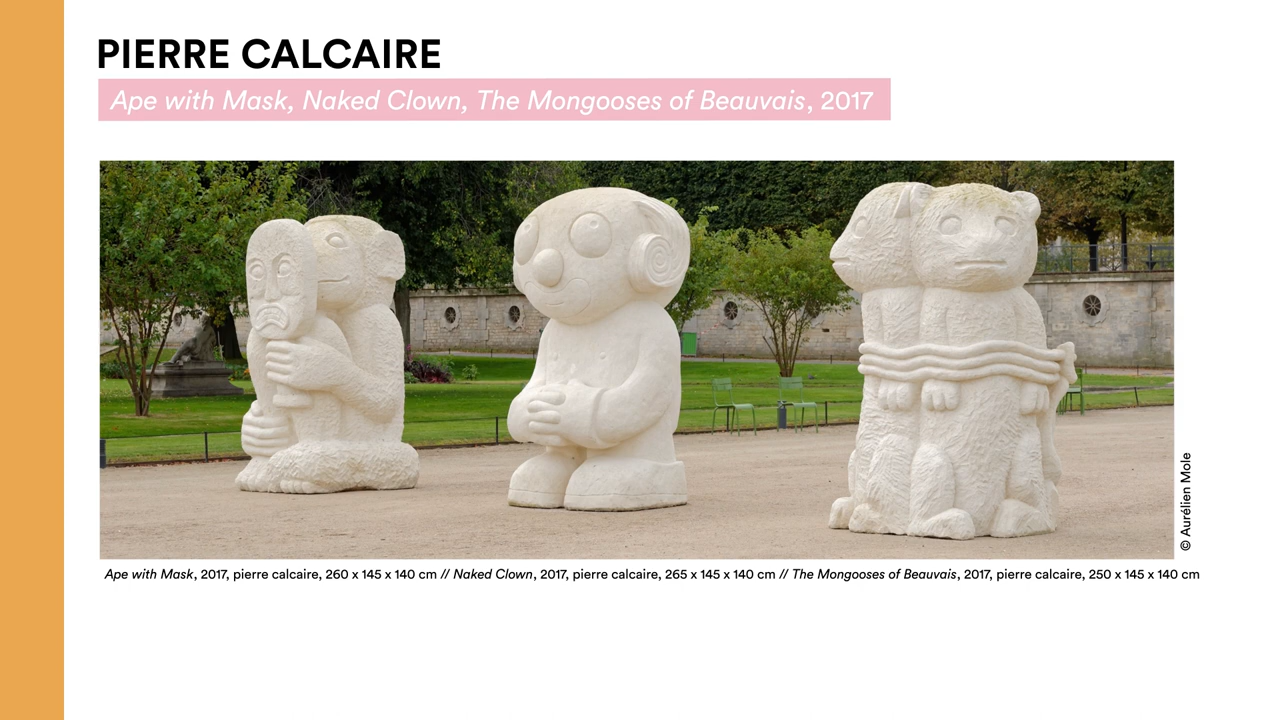 PIERRE CALCAIRE
Ape with Mask, Naked Clown, The Mongooses of Beauvais, 2017
© Aurélien Mole
Ape with Mask, 2017, pierre calcaire, 260 x 145 x 140 cm // Naked Clown, 2017, pierre calcaire, 265 x 145 x 140 cm // The Mongooses of Beauvais, 2017, pierre calcaire, 250 x 145 x 140 cm